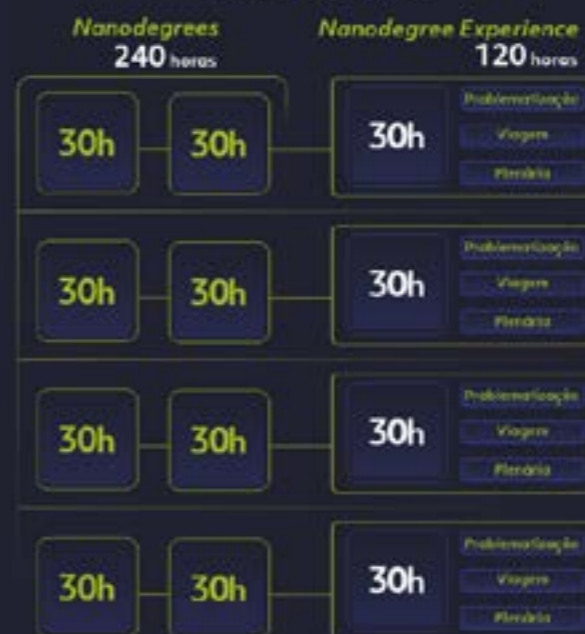 Nanodegrees
240 horas
Nanodegree Experience
120 horas
30h
30h
30h
Problematização
Viagem
Plenária
30h
30h
30h
Problematização
Viagem
Plenária
30h
30h
30h
Problematização
Viagem
Plenária
30h
30h
30h
Problematização
Viagem
Plenária